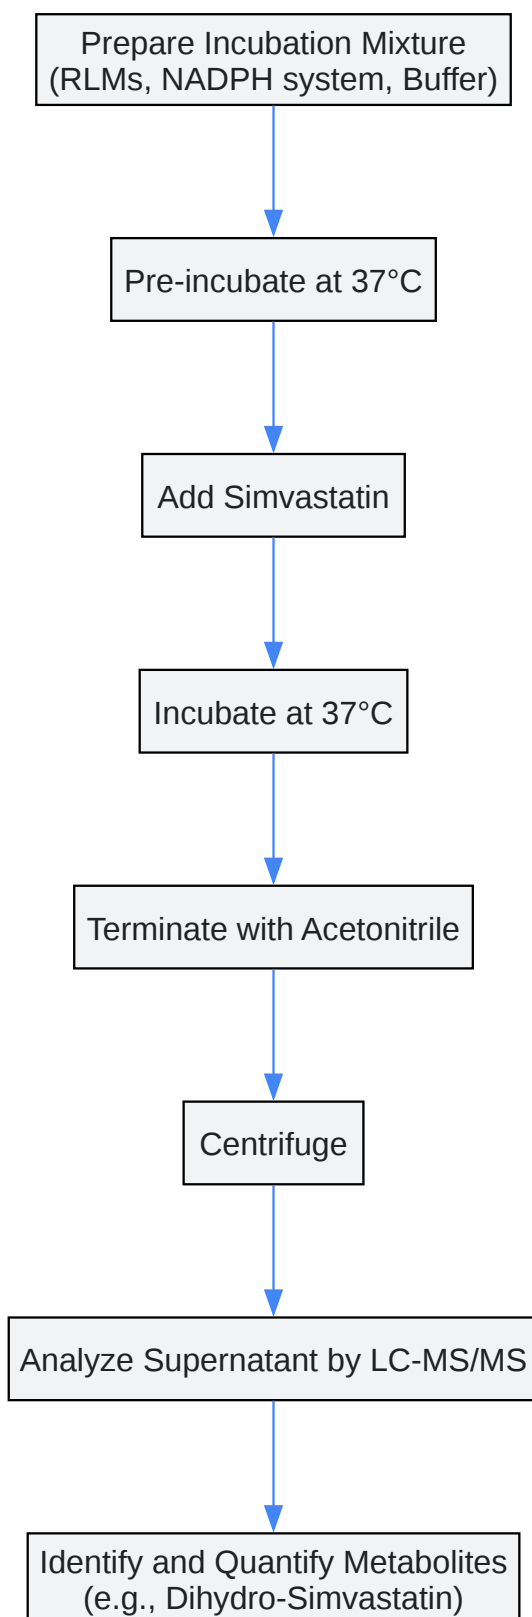 Prepare Incubation Mixture
(RLMs, NADPH system, Buffer)
Pre-incubate at 37°C
Add Simvastatin
Incubate at 37°C
Terminate with Acetonitrile
Centrifuge
Analyze Supernatant by LC-MS/MS
Identify and Quantify Metabolites
(e.g., Dihydro-Simvastatin)